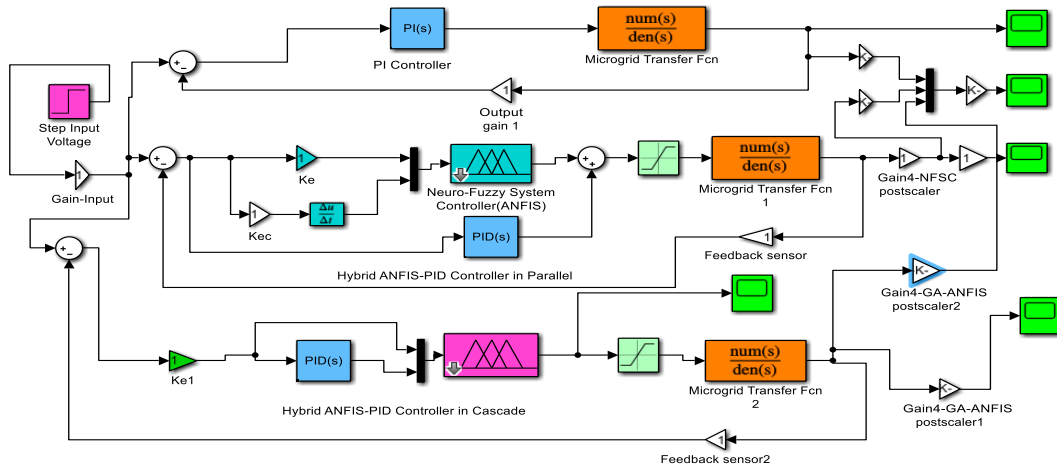 PI(s)
PI Controller
num(s)
den(s)
Microgrid Transfer Fcn
K-
1
Output
gain 1
K-
K-
Step Input
Voltage
1
Gain-Input
1
Ke
Neuro-Fuzzy System
Controller(ANFIS)
num(s)
den(s)
Microgrid Transfer Fcn
1
1
1
Gain4-NFSC
postscaler
1
Kec
Δu
Δt
PID(s)
Hybrid ANFIS-PID Controller in Parallel
1
Feedback sensor
K-
Gain4-GA-ANFIS
postscaler2
1
Ke1
PID(s)
Hybrid ANFIS-PID Controller in Cascade
num(s)
den(s)
Microgrid Transfer Fcn
2
K-
Gain4-GA-ANFIS
postscaler1
1
Feedback sensor2